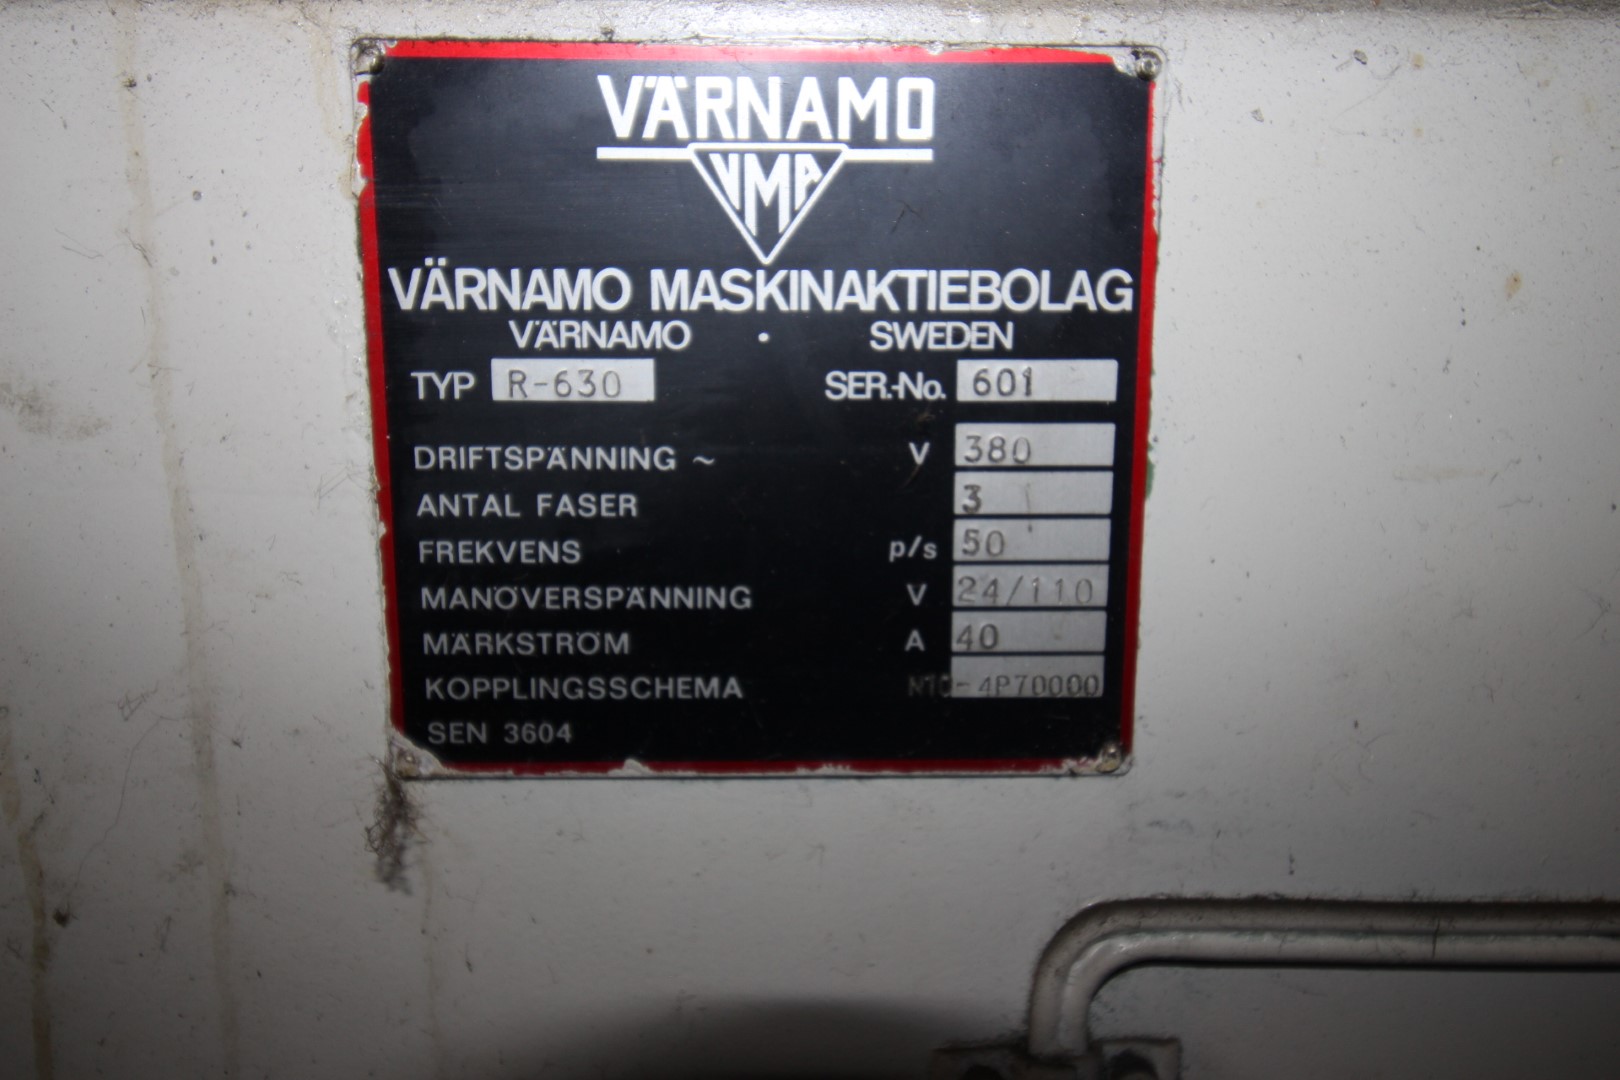 VÄRNAMO
VMA
VÄRNAMO MASKINAKTIEBOLAG
VÄRNAMO · SWEDEN
TYP R-630 SER.-No. 601
DRIFTSPÄNNING ~ V 380
ANTAL FASER 3
FREKVENS p/s 50
MANÖVERSPÄNNING V 24/110
MÄRKSTRÖM A 40
KOPPLINGSSCHEMA N10-4P70000
SEN 3604